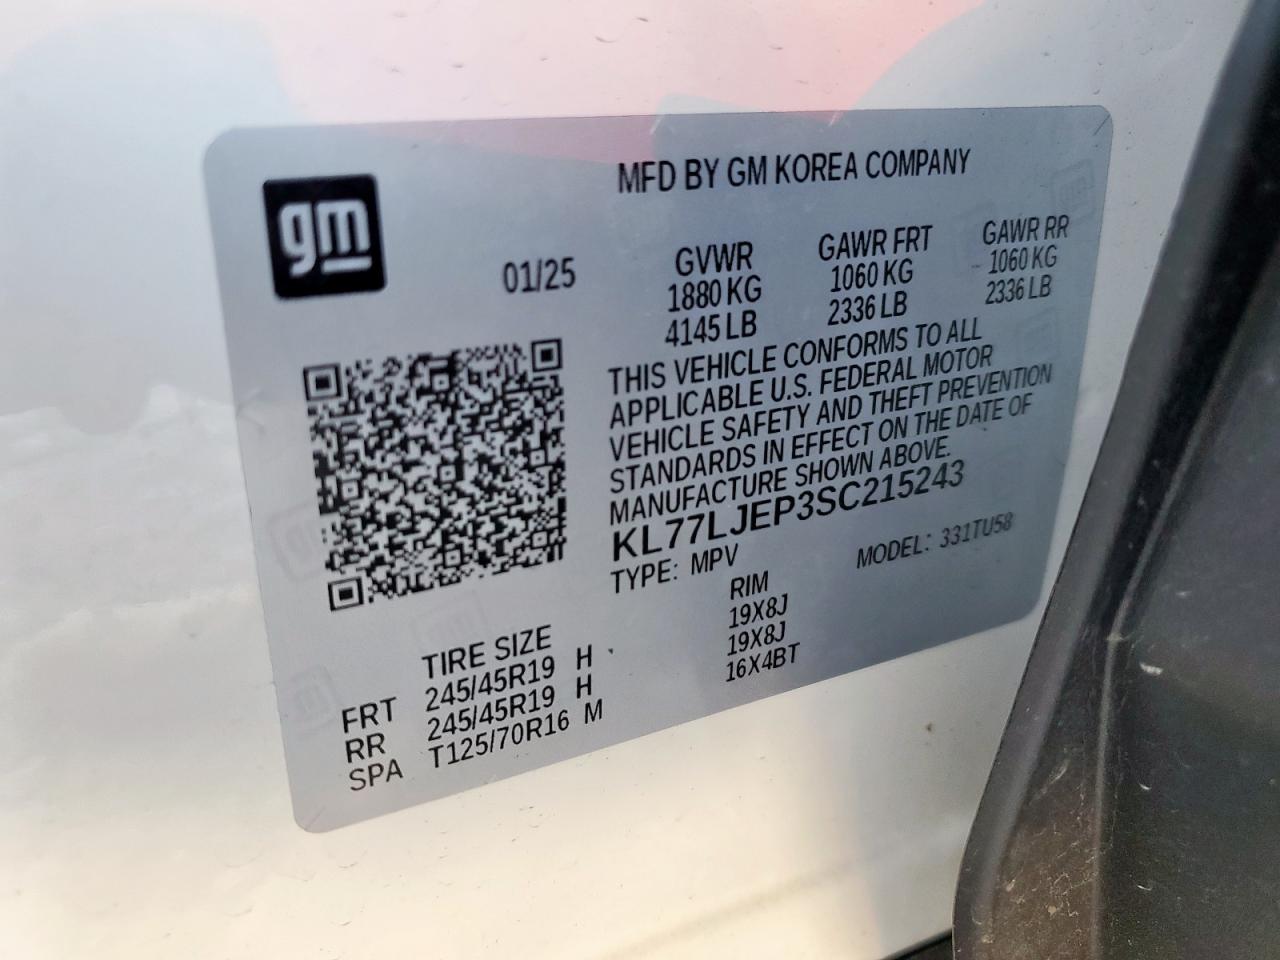 gm
MFD BY GM KOREA COMPANY
01/25
GVWR GAWR FRT GAWR RR
1880 KG 1060 KG 1060 KG
4145 LB 2336 LB 2336 LB
THIS VEHICLE CONFORMS TO ALL
APPLICABLE U.S. FEDERAL MOTOR
VEHICLE SAFETY AND THEFT PREVENTION
STANDARDS IN EFFECT ON THE DATE OF
MANUFACTURE SHOWN ABOVE.
KL77LJEP3SC215243
TYPE: MPV MODEL: 331TU58
TIRE SIZE RIM
FRT 245/45R19 H 19X8J
RR 245/45R19 H 19X8J
SPA T125/70R16 M 16X4BT